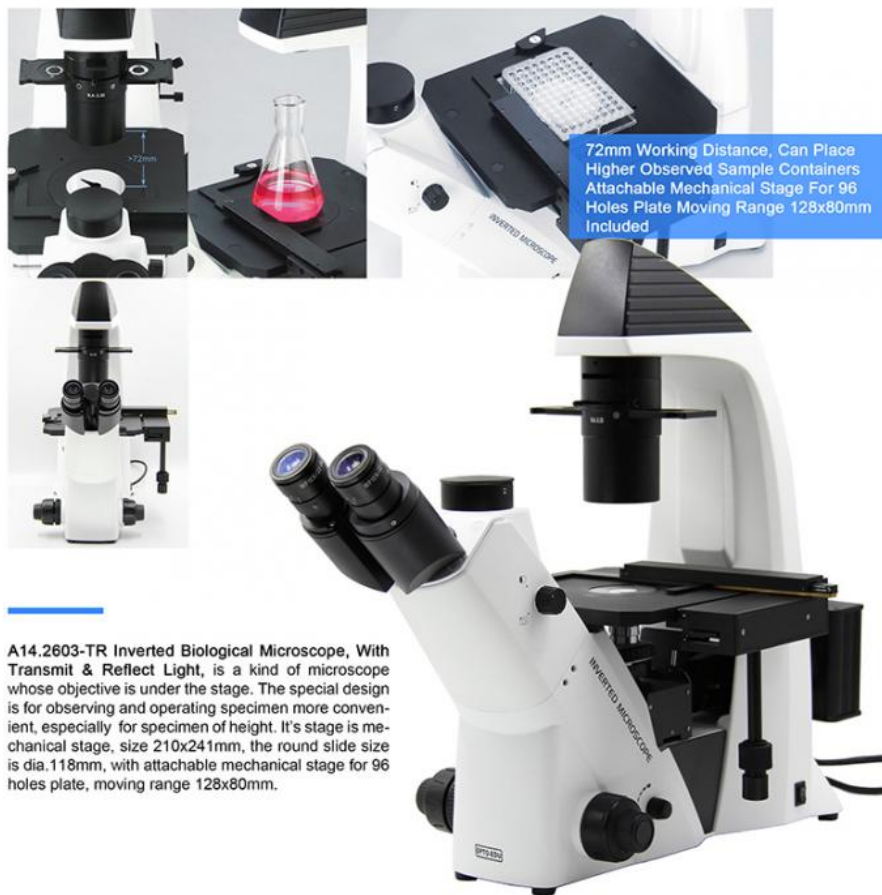 >72mm
72mm Working Distance, Can Place
Higher Observed Sample Containers
Attachable Mechanical Stage For 96
Holes Plate Moving Range 128x80mm
Included
INVERTED MICROSCOPE
A14.2603-TR Inverted Biological Microscope, With
Transmit & Reflect Light, is a kind of microscope
whose objective is under the stage. The special design
is for observing and operating specimen more conven-
ient, especially for specimen of height. It's stage is me-
chanical stage, size 210x241mm, the round slide size
is dia.118mm, with attachable mechanical stage for 96
holes plate, moving range 128x80mm.
INVERTED MICROSCOPE
OPTO-EDU